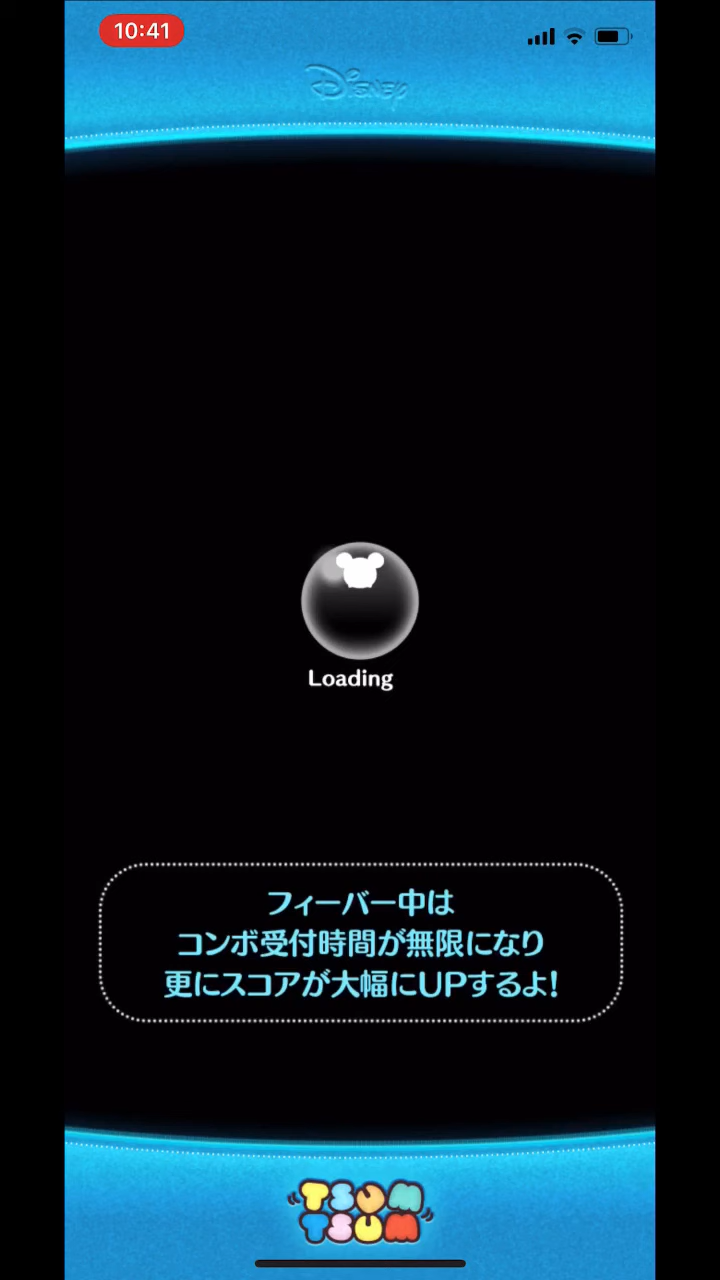 10:41
Disney
Loading
フィーバー中は
コンボ受付時間が無限になり
更にスコアが大幅にUPするよ!
TSUM
TSUM